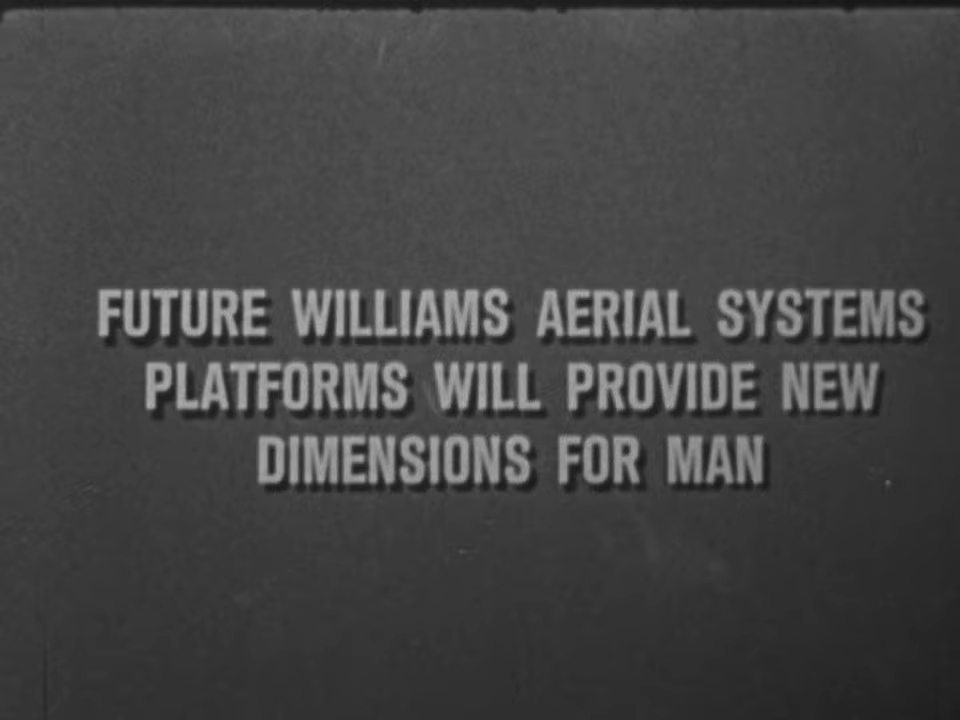 FUTURE WILLIAMS AERIAL SYSTEMS
PLATFORMS WILL PROVIDE NEW
DIMENSIONS FOR MAN